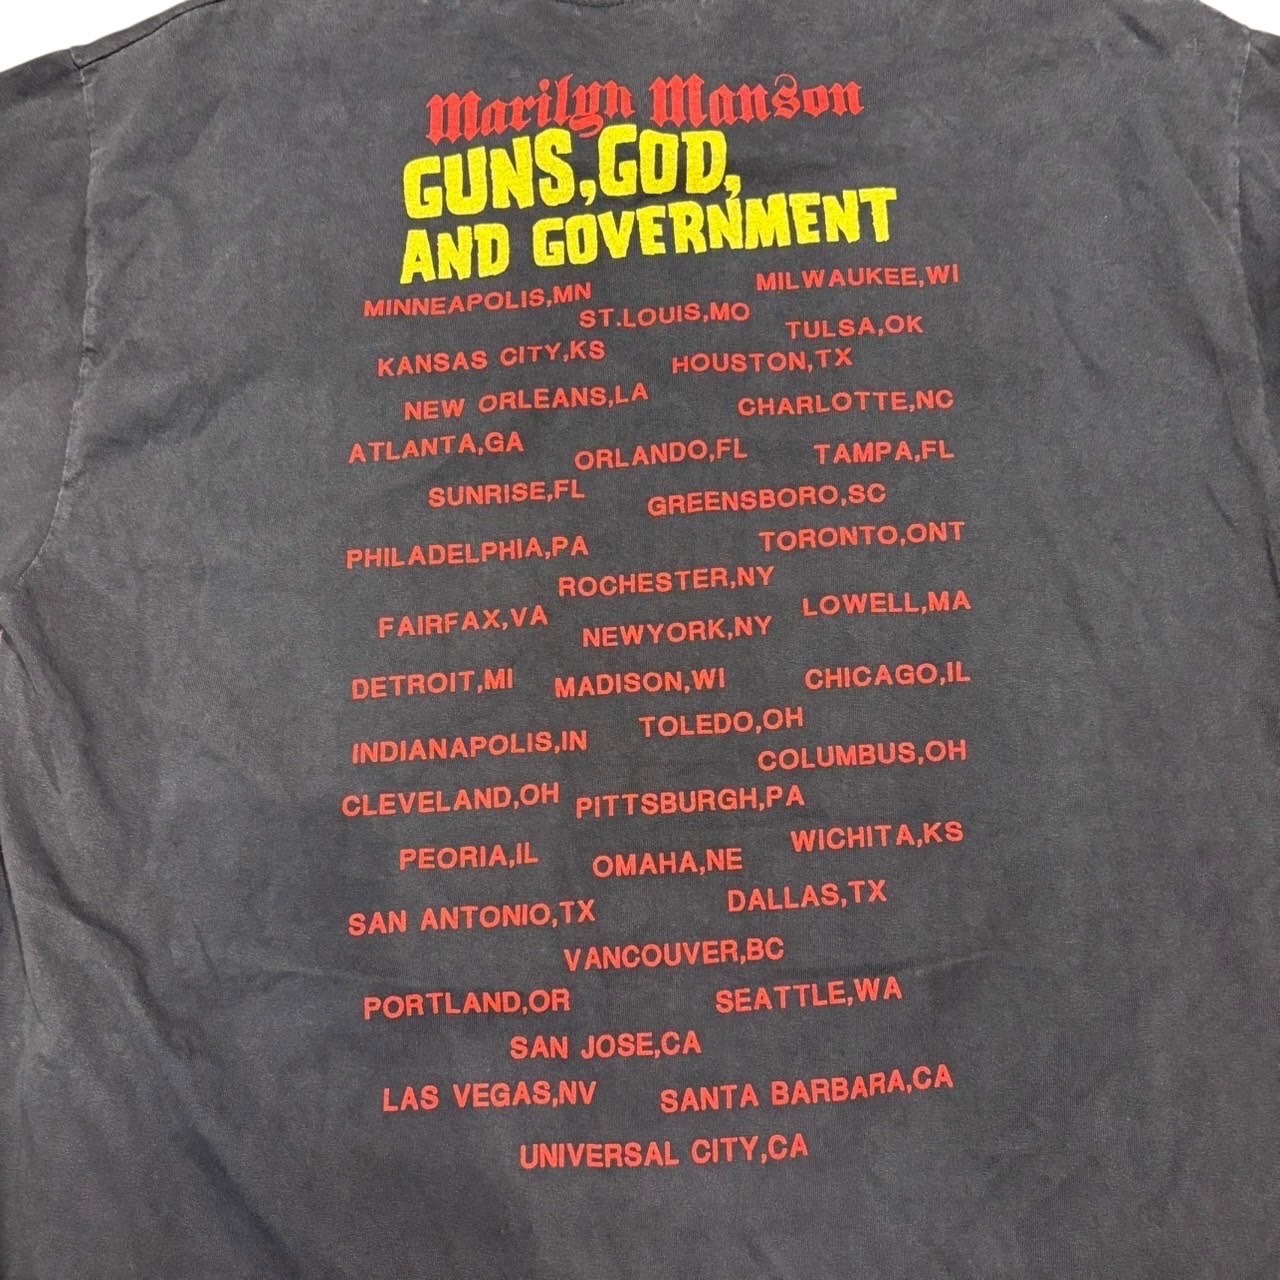 Marilyn Manson
GUNS, GOD,
AND GOVERNMENT
MINNEAPOLIS,MN
MILWAUKEE,WI
ST.LOUIS,MO
TULSA,OK
KANSAS CITY,KS
HOUSTON,TX
NEW ORLEANS,LA
CHARLOTTE,NC
ATLANTA,GA
ORLANDO,FL
TAMPA,FL
SUNRISE,FL
GREENSBORO,SC
PHILADELPHIA,PA
TORONTO,ONT
ROCHESTER,NY
FAIRFAX,VA
NEWYORK,NY
LOWELL,MA
DETROIT,MI
MADISON,WI
CHICAGO,IL
TOLEDO,OH
INDIANAPOLIS,IN
COLUMBUS,OH
CLEVELAND,OH
PITTSBURGH,PA
PEORIA,IL
OMAHA,NE
WICHITA,KS
SAN ANTONIO,TX
DALLAS,TX
VANCOUVER,BC
PORTLAND,OR
SEATTLE,WA
SAN JOSE,CA
LAS VEGAS,NV
SANTA BARBARA,CA
UNIVERSAL CITY,CA